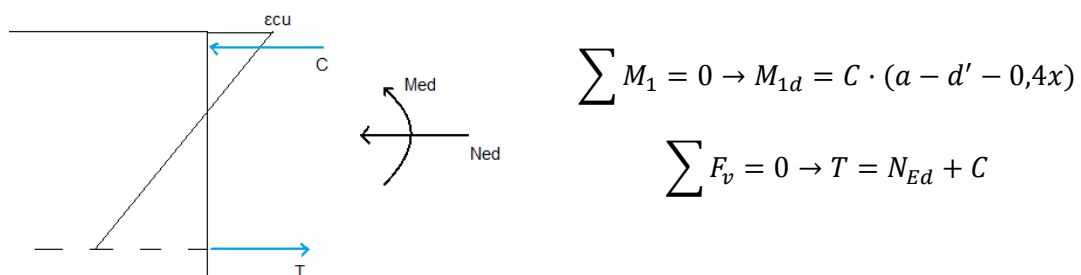 εcu
C
Med
Ned
T
∑ M₁ = 0 → M₁d = C · (a − d′ − 0,4x)
∑ Fᵥ = 0 → T = N_Ed + C